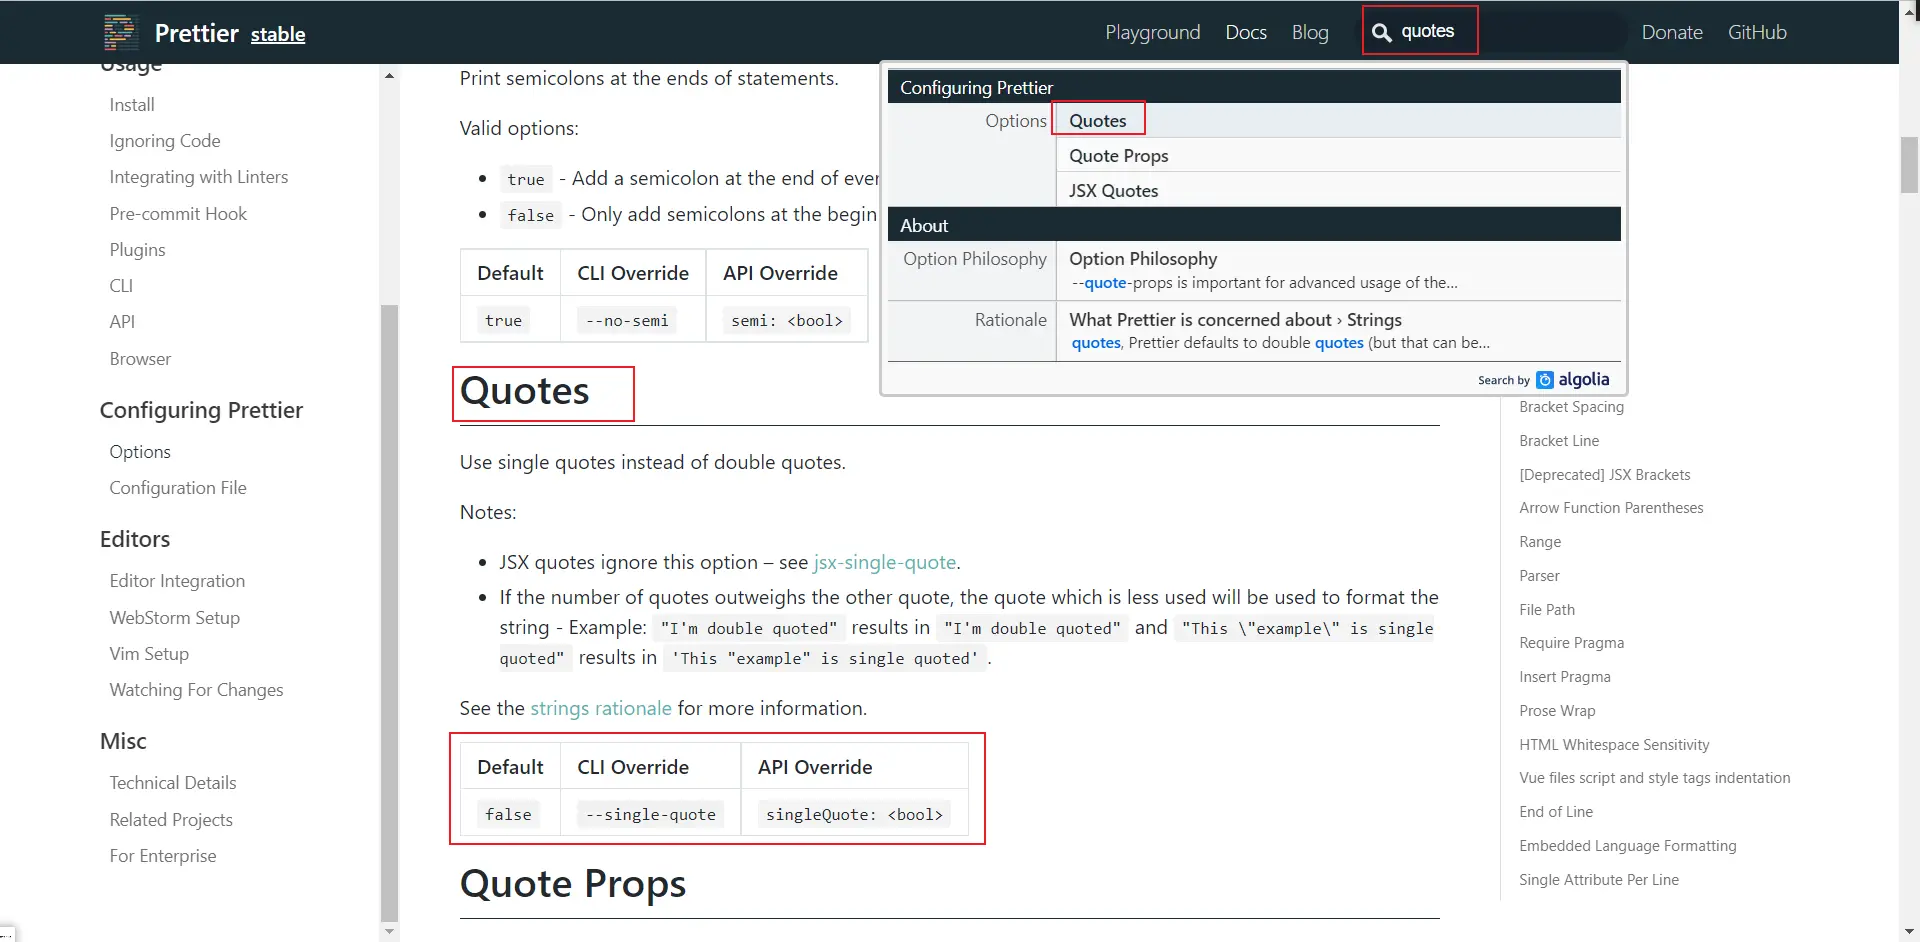 Prettier stable
Playground Docs Blog quotes Donate GitHub
Usage
Install
Ignoring Code
Integrating with Linters
Pre-commit Hook
Plugins
CLI
API
Browser
Configuring Prettier
Options
Configuration File
Editors
Editor Integration
WebStorm Setup
Vim Setup
Watching For Changes
Misc
Technical Details
Related Projects
For Enterprise
Print semicolons at the ends of statements.
Valid options:
true - Add a semicolon at the end of ever
false - Only add semicolons at the begin
Default CLI Override API Override
true --no-semi semi: <bool>
Quotes
Use single quotes instead of double quotes.
Notes:
JSX quotes ignore this option – see jsx-single-quote.
If the number of quotes outweighs the other quote, the quote which is less used will be used to format the
string - Example: "I'm double quoted" results in "I'm double quoted" and "This \"example\" is single
quoted" results in 'This "example" is single quoted'.
See the strings rationale for more information.
Default CLI Override API Override
false --single-quote singleQuote: <bool>
Quote Props
Configuring Prettier
Options Quotes
Quote Props
JSX Quotes
About
Option Philosophy Option Philosophy
--quote-props is important for advanced usage of the...
Rationale What Prettier is concerned about › Strings
quotes, Prettier defaults to double quotes (but that can be...
Search by algolia
Bracket Spacing
Bracket Line
[Deprecated] JSX Brackets
Arrow Function Parentheses
Range
Parser
File Path
Require Pragma
Insert Pragma
Prose Wrap
HTML Whitespace Sensitivity
Vue files script and style tags indentation
End of Line
Embedded Language Formatting
Single Attribute Per Line